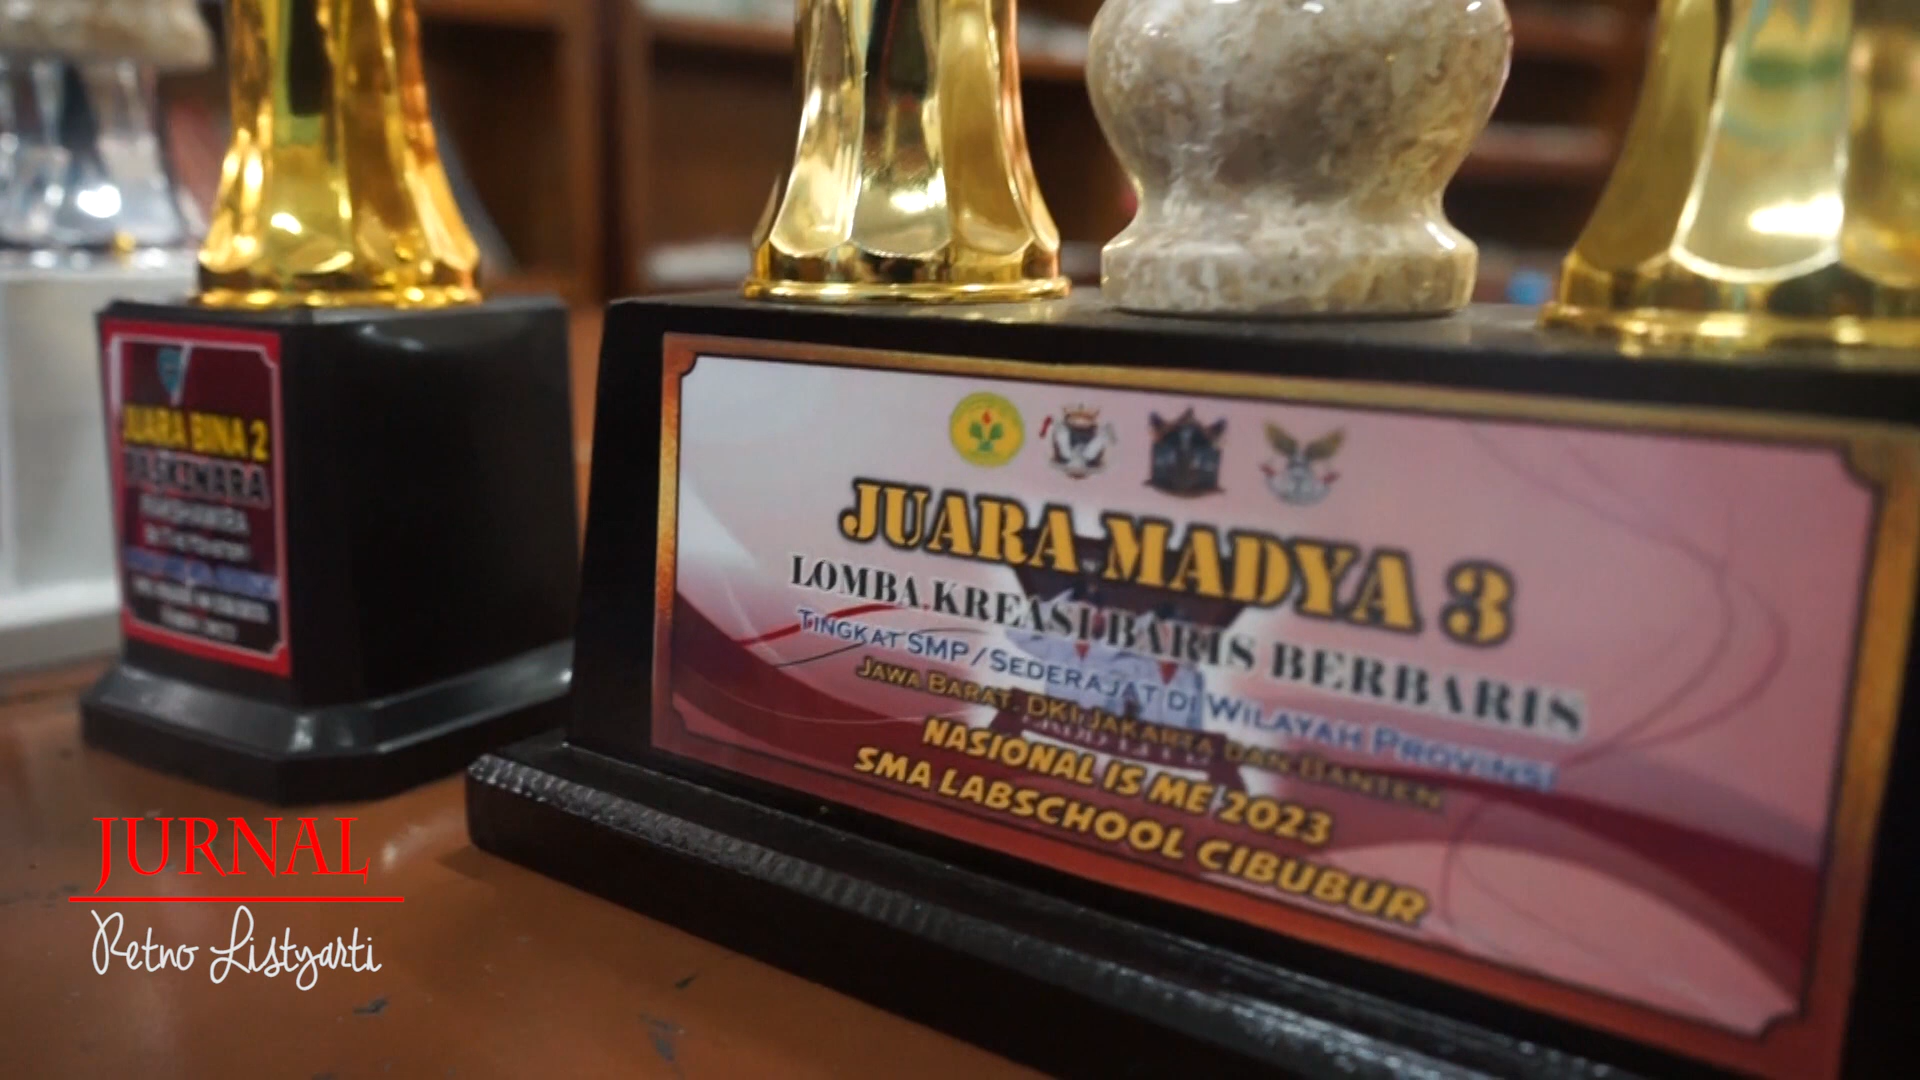 JUARA BINA 2
JUARA MADYA 3
LOMBA KREASI BARIS BERBARIS
TINGKAT SMP/SEDERAJAT DI WILAYAH PROVINSI
JAWA BARAT, DKI JAKARTA DAN BANTEN
NASIONAL IS ME 2023
SMA LABSCHOOL CIBUBUR
JURNAL
Retno Listyarti